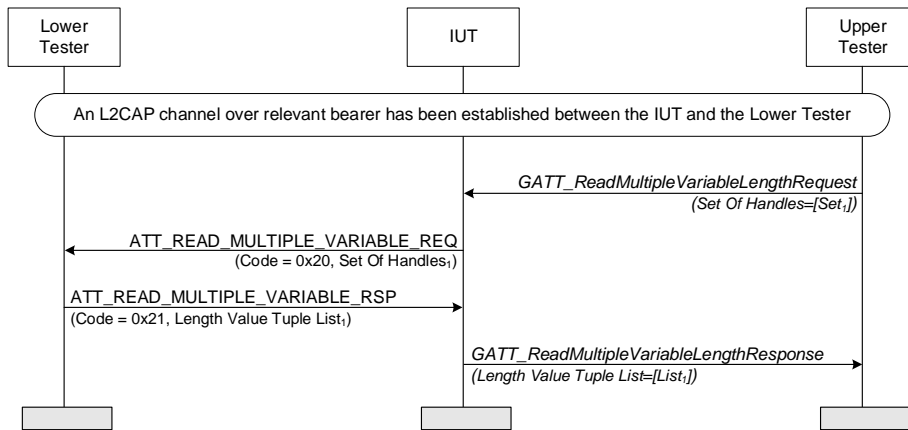 Lower
Tester
IUT
Upper
Tester
An L2CAP channel over relevant bearer has been established between the IUT and the Lower Tester
GATT_ReadMultipleVariableLengthRequest
(Set Of Handles=[Set₁])
ATT_READ_MULTIPLE_VARIABLE_REQ
(Code = 0x20, Set Of Handles₁)
ATT_READ_MULTIPLE_VARIABLE_RSP
(Code = 0x21, Length Value Tuple List₁)
GATT_ReadMultipleVariableLengthResponse
(Length Value Tuple List=[List₁])